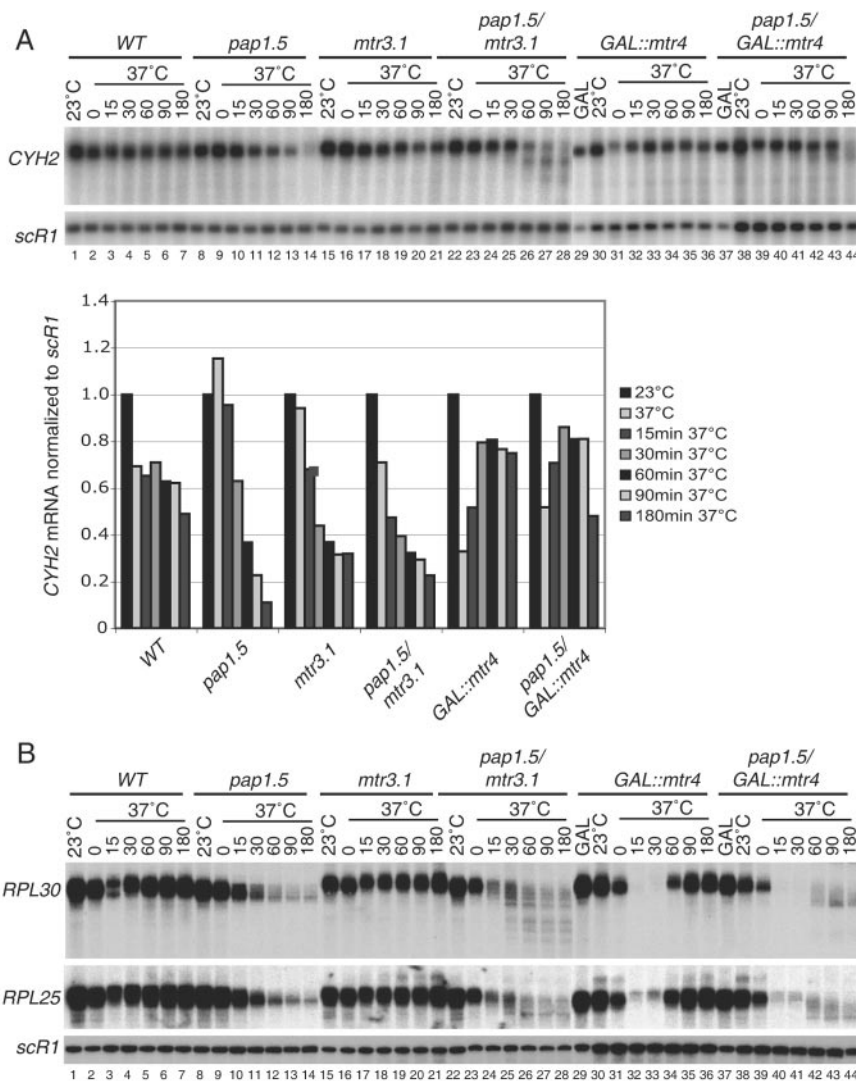 A
WT pap1.5 mtr3.1 pap1.5/ mtr3.1 GAL::mtr4 pap1.5/ GAL::mtr4
37°C 37°C 37°C 37°C 37°C 37°C
23°C 0 15 30 60 90 180 23°C 0 15 30 60 90 180 23°C 0 15 30 60 90 180 23°C 0 15 30 60 90 180 GAL 23°C 0 15 30 60 90 180 GAL 23°C 0 15 30 60 90 180
CYH2
scR1
1 2 3 4 5 6 7 8 9 10 11 12 13 14 15 16 17 18 19 20 21 22 23 24 25 26 27 28 29 30 31 32 33 34 35 36 37 38 39 40 41 42 43 44
CYH2 mRNA normalized to scR1
1.4
1.2
1.0
0.8
0.6
0.4
0.2
0
WT pap1.5 mtr3.1 pap1.5/ mtr3.1 GAL::mtr4 pap1.5/ GAL::mtr4
23°C
37°C
15min 37°C
30min 37°C
60min 37°C
90min 37°C
180min 37°C
B
WT pap1.5 mtr3.1 pap1.5/ mtr3.1 GAL::mtr4 pap1.5/ GAL::mtr4
37°C 37°C 37°C 37°C 37°C 37°C
23°C 0 15 30 60 90 180 23°C 0 15 30 60 90 180 23°C 0 15 30 60 90 180 23°C 0 15 30 60 90 180 GAL 23°C 0 15 30 60 90 180 GAL 23°C 0 15 30 60 90 180
RPL30
RPL25
scR1
1 2 3 4 5 6 7 8 9 10 11 12 13 14 15 16 17 18 19 20 21 22 23 24 25 26 27 28 29 30 31 32 33 34 35 36 37 38 39 40 41 42 43 44